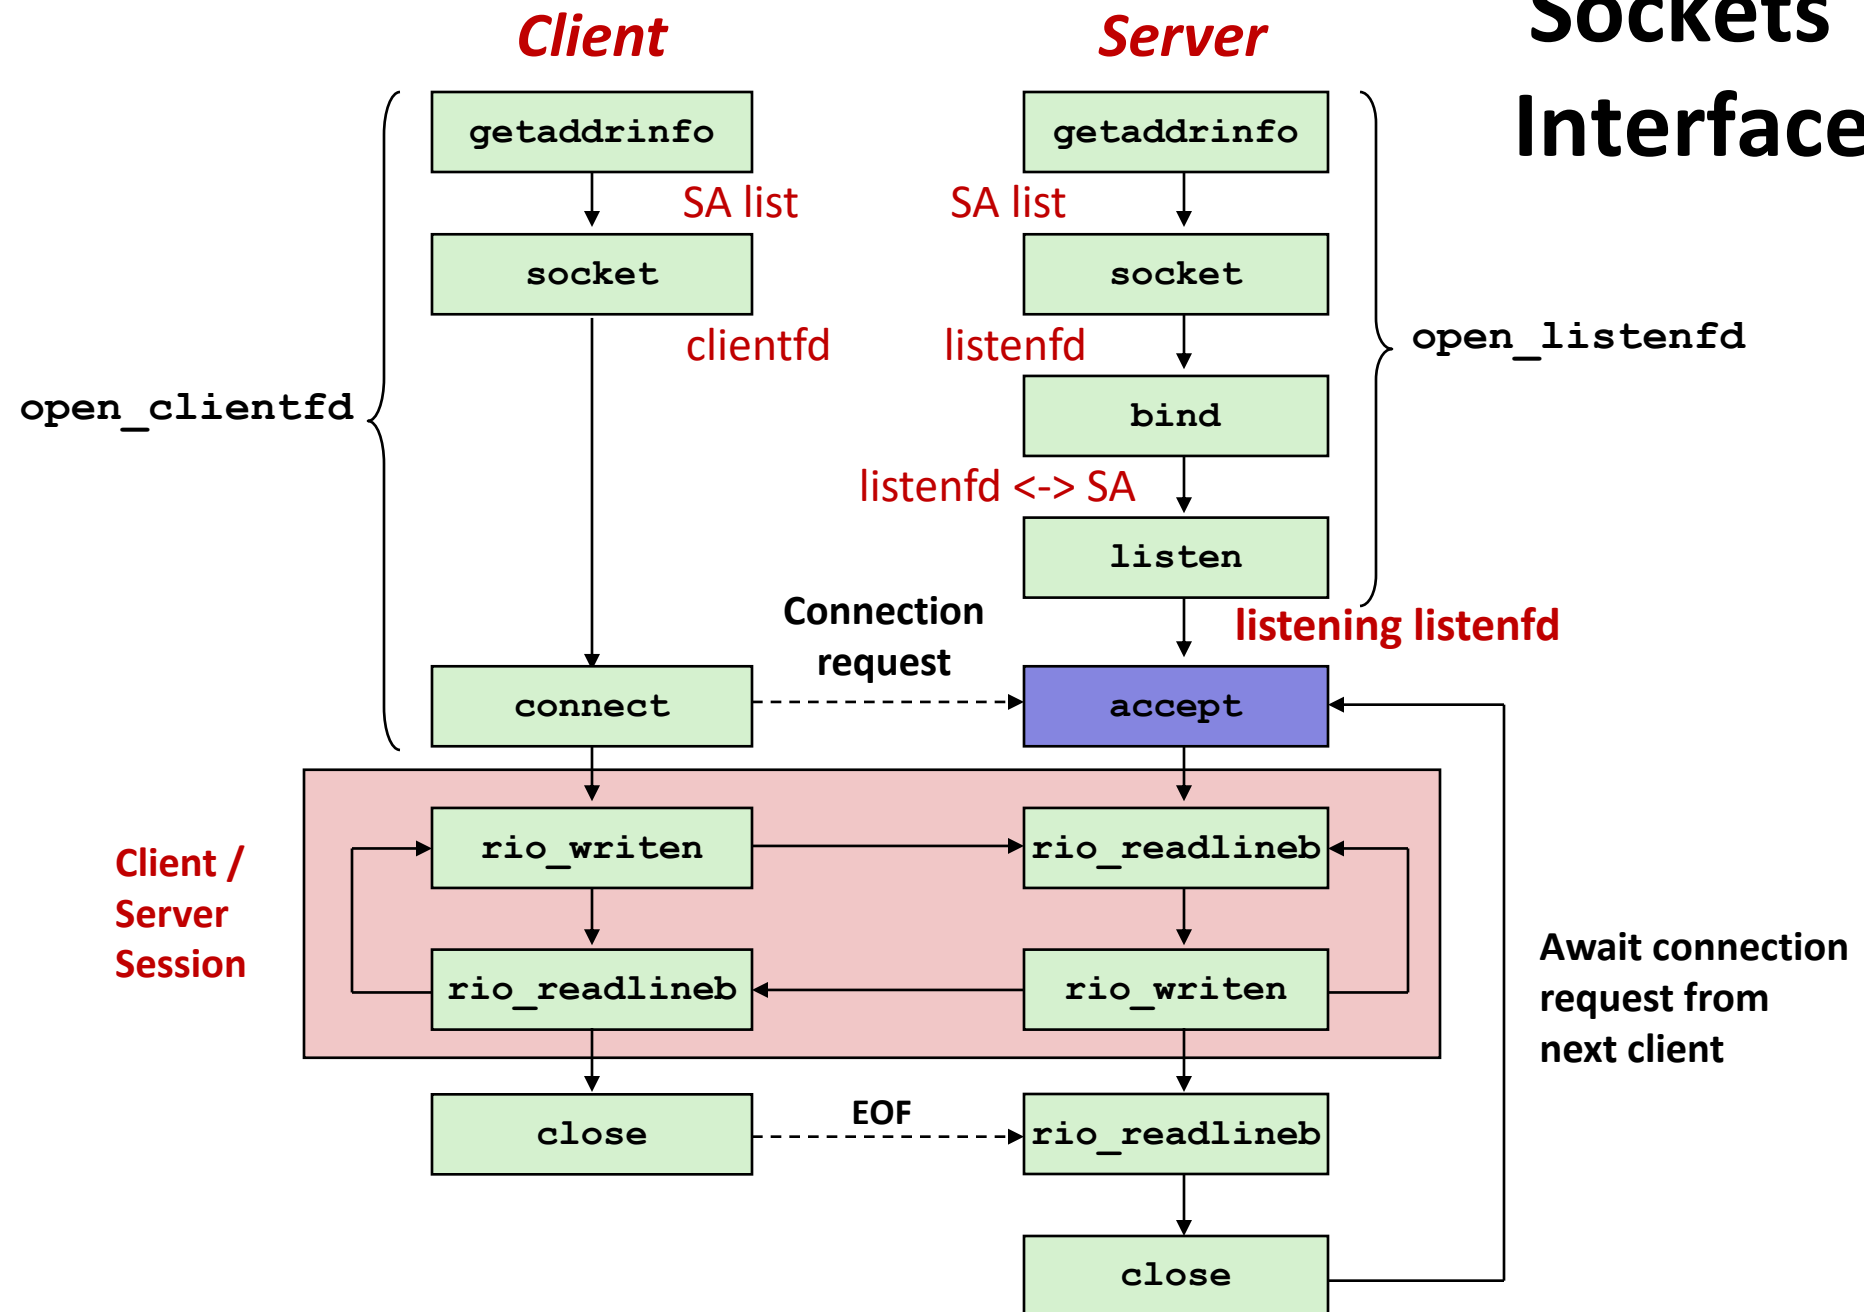 Sockets
Interface
Client
Server
getaddrinfo
getaddrinfo
SA list
SA list
socket
socket
clientfd
listenfd
open_listenfd
open_clientfd
bind
listenfd <-> SA
listen
Connection
request
listening listenfd
connect
accept
Client /
Server
Session
rio_writen
rio_readlineb
rio_readlineb
rio_writen
Await connection
request from
next client
close
EOF
rio_readlineb
close